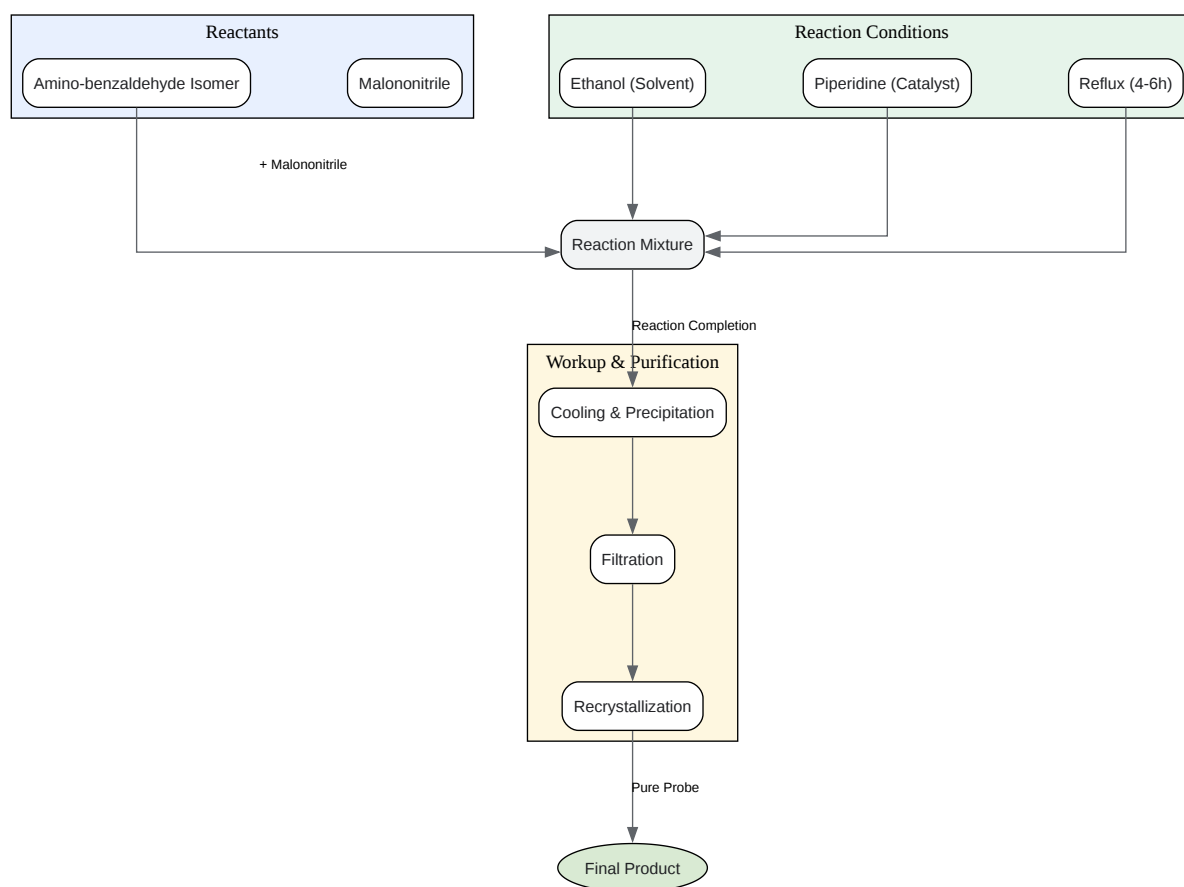 Reactants
Reaction Conditions
Amino-benzaldehyde Isomer
Malononitrile
Ethanol (Solvent)
Piperidine (Catalyst)
Reflux (4-6h)
+ Malononitrile
Reaction Mixture
Reaction Completion
Workup & Purification
Cooling & Precipitation
Filtration
Recrystallization
Pure Probe
Final Product